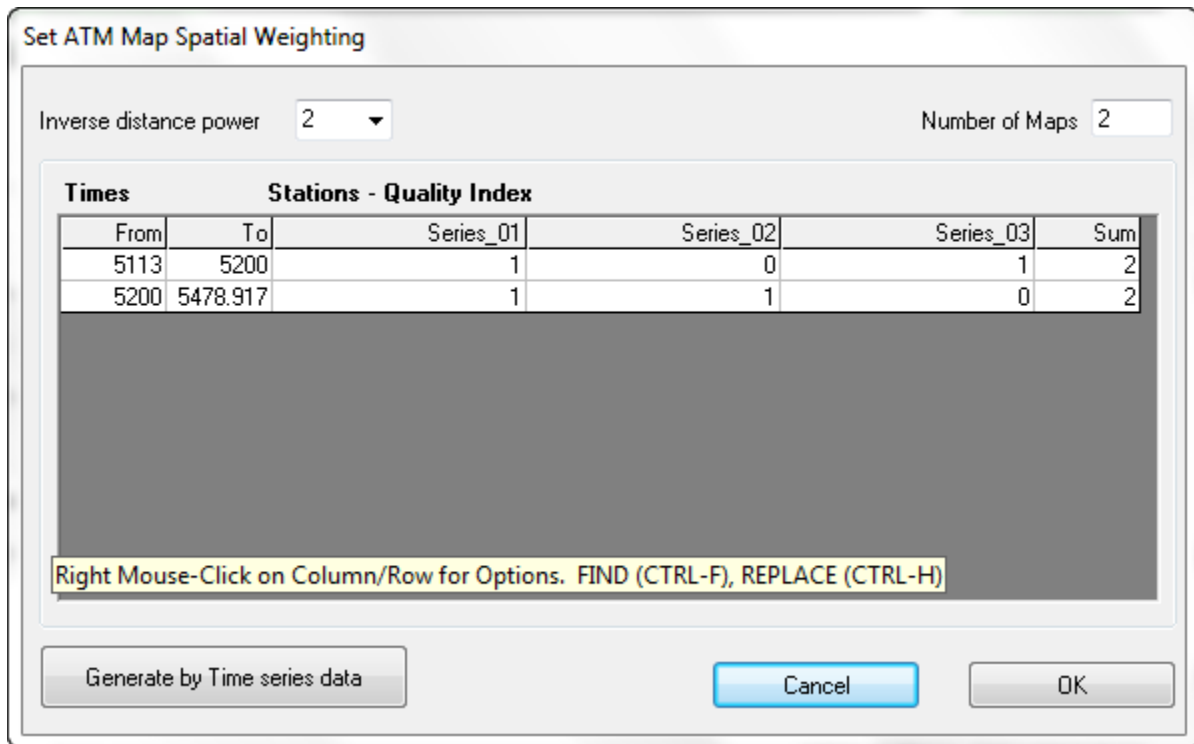 Set ATM Map Spatial Weighting
Inverse distance power 2 Number of Maps 2
Times Stations - Quality Index
From To Series_01 Series_02 Series_03 Sum
5113 5200 1 0 1 2
5200 5478.917 1 1 0 2
Right Mouse-Click on Column/Row for Options. FIND (CTRL-F), REPLACE (CTRL-H)
Generate by Time series data Cancel OK